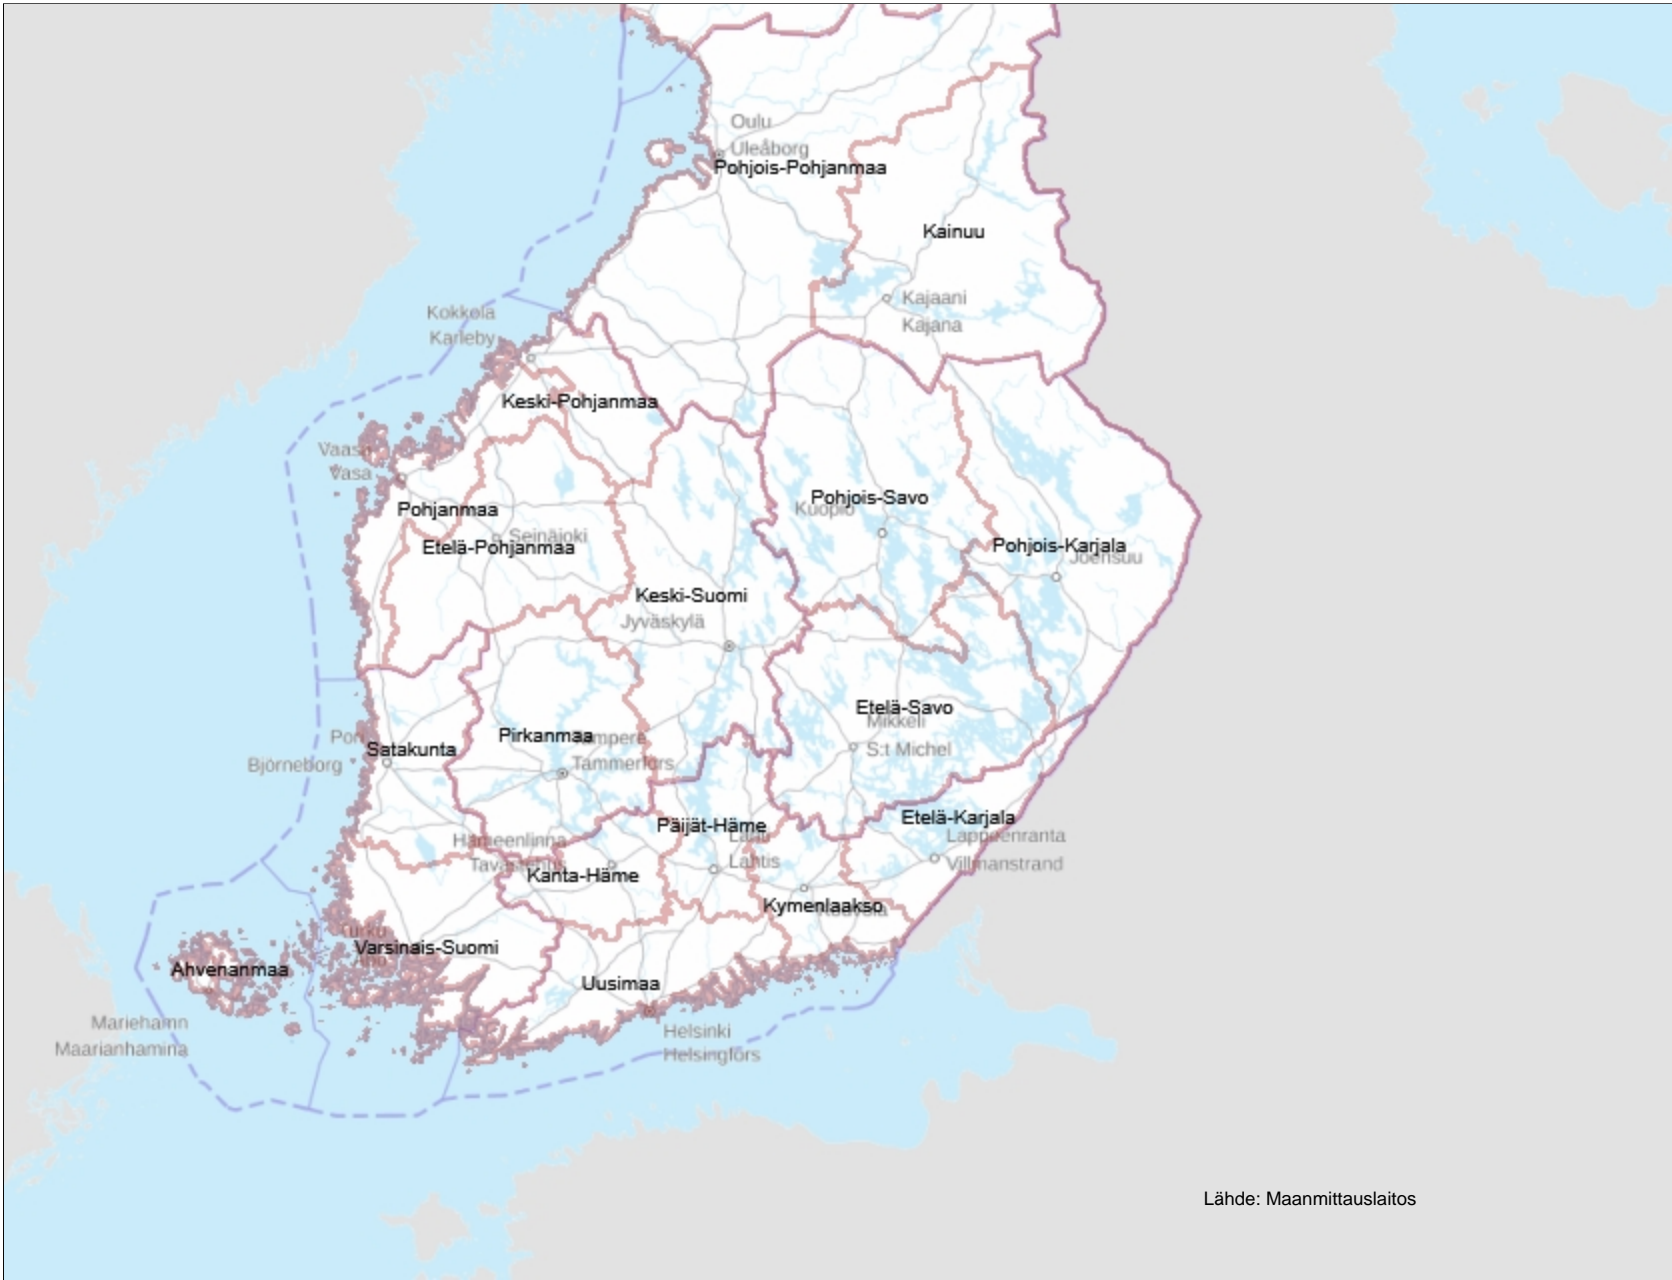 Oulu
Uleåborg
Pohjois-Pohjanmaa
Kainuu
Kajaani
Kajana
Kokkola
Karleby
Keski-Pohjanmaa
Vaasa
Vasa
Pohjanmaa
Seinäjoki
Etelä-Pohjanmaa
Pohjois-Savo
Kuopio
Pohjois-Karjala
Joensuu
Keski-Suomi
Jyväskylä
Etelä-Savo
Mikkeli
S:t Michel
Pori
Björneborg
Satakunta
Pirkanmaa
Tampere
Tammerfors
Etelä-Karjala
Lappeenranta
Villmanstrand
Päijät-Häme
Lahti
Lahtis
Hämeenlinna
Tavastehus
Kanta-Häme
Kymenlaakso
Kouvola
Turku
Varsinais-Suomi
Åbo
Ahvenanmaa
Uusimaa
Mariehamn
Maarianhamina
Helsinki
Helsingfors
Lähde: Maanmittauslaitos